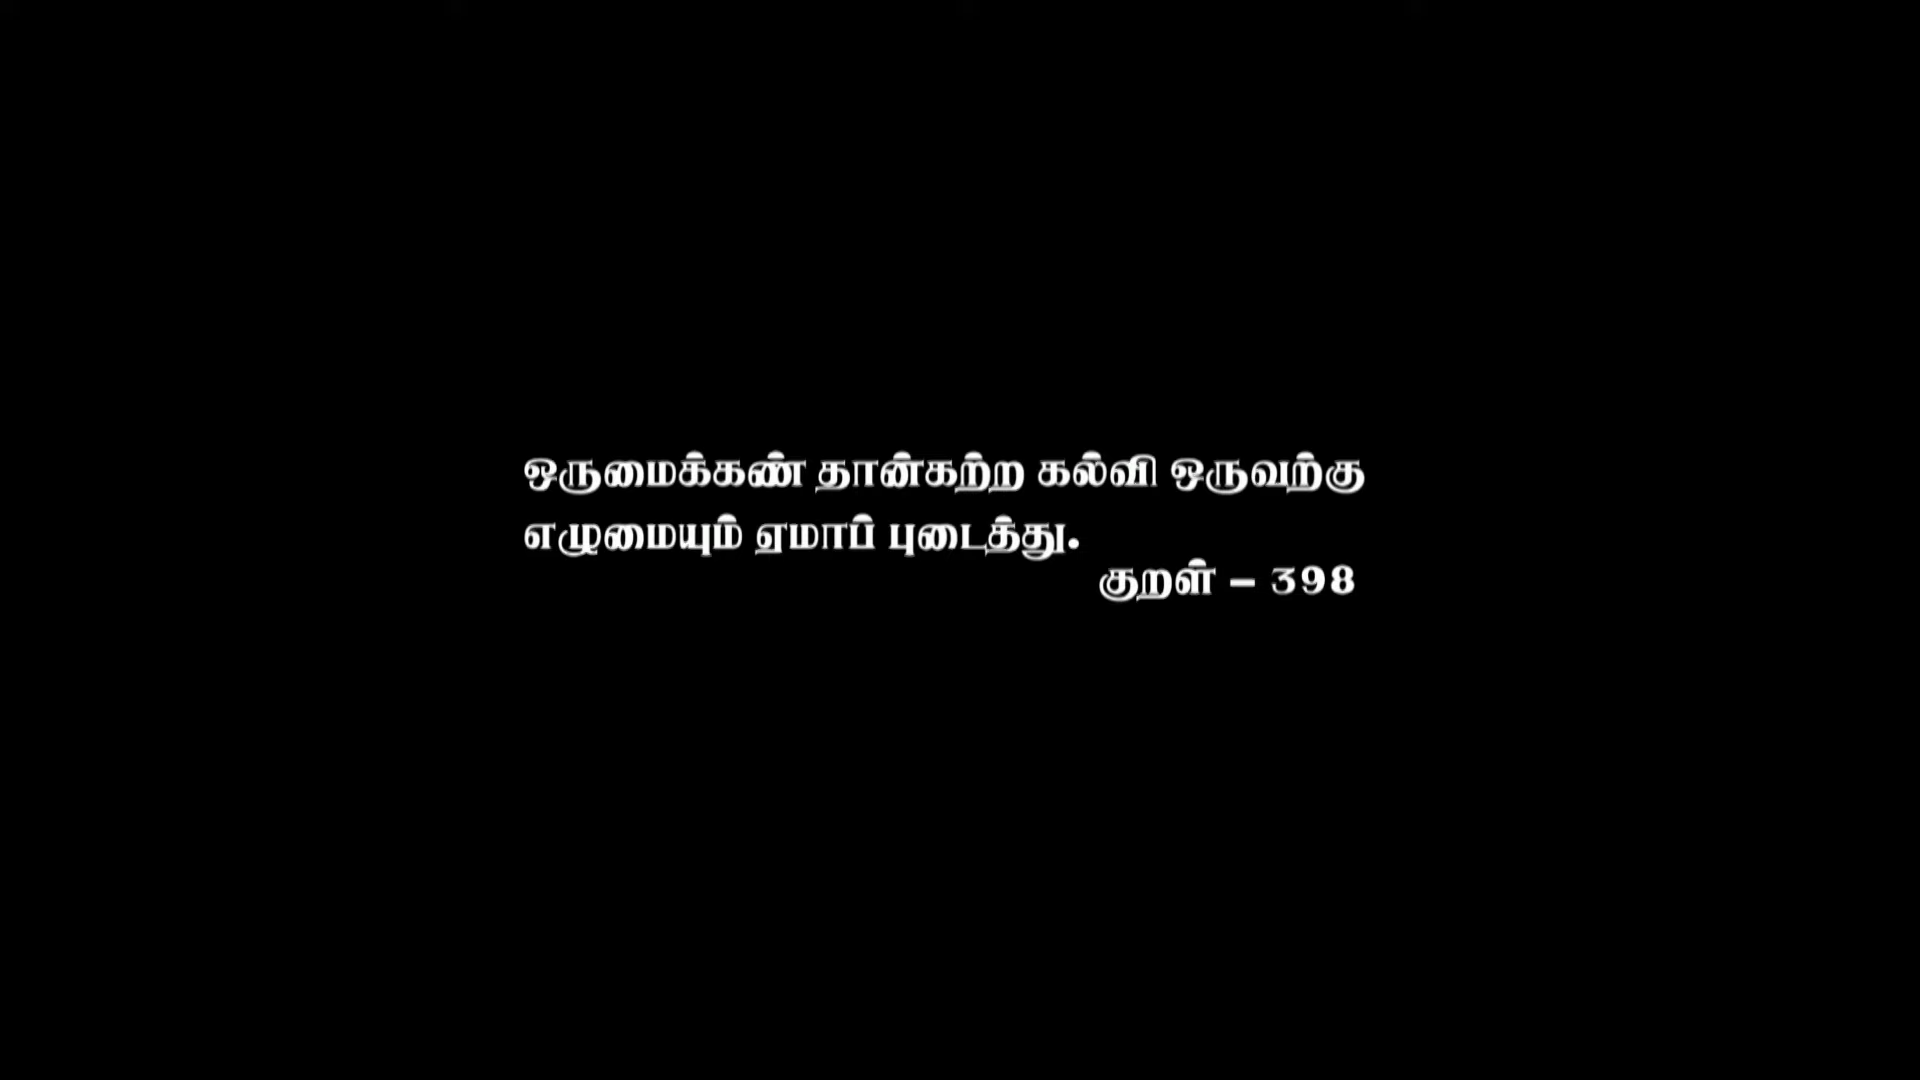 ஒருமைக்கண் தான்கற்ற கல்வி ஒருவற்கு
எழுமையும் ஏமாப் புடைத்து.
குறள் – 398